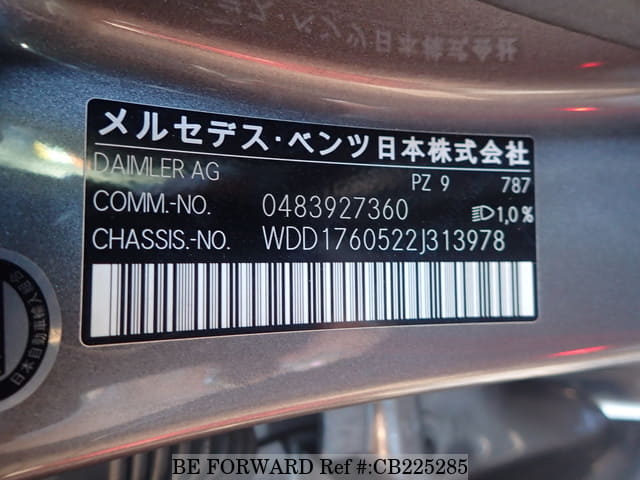 メルセデス・ベンツ日本株式会社
DAIMLER AG PZ 9 787
COMM.-NO. 0483927360 1,0%
CHASSIS.-NO. WDD1760522J313978
BE FORWARD Ref #:CB225285